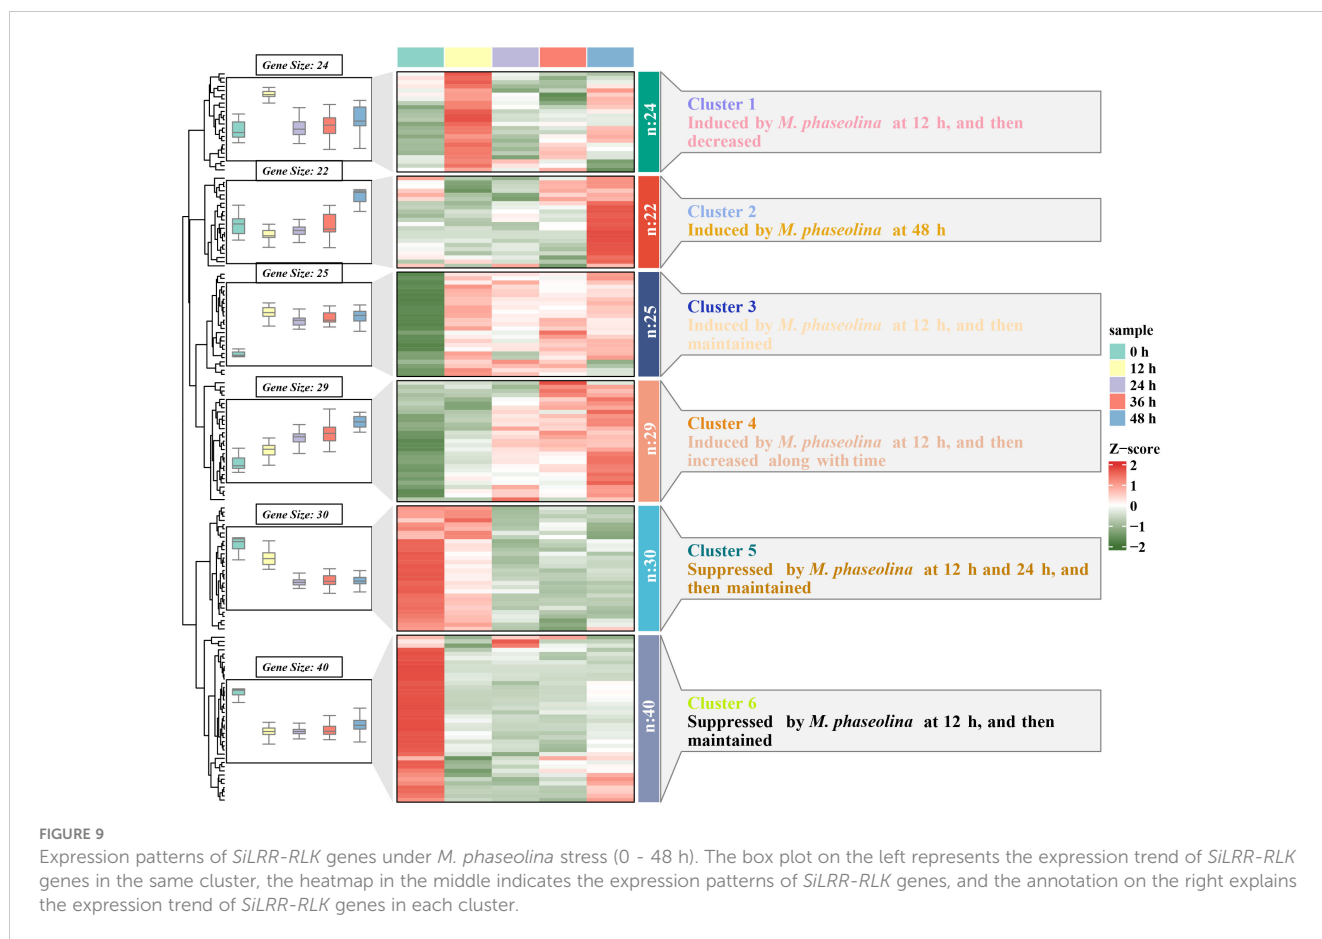 Gene Size: 24
n:24
Cluster 1
Induced by M. phaseolina at 12 h, and then
decreased
Gene Size: 22
n:22
Cluster 2
Induced by M. phaseolina at 48 h
Gene Size: 25
n:25
Cluster 3
Induced by M. phaseolina at 12 h, and then
maintained
Gene Size: 29
n:29
Cluster 4
Induced by M. phaseolina at 12 h, and then
increased along with time
Gene Size: 30
n:30
Cluster 5
Suppressed by M. phaseolina at 12 h and 24 h, and
then maintained
Gene Size: 40
n:40
Cluster 6
Suppressed by M. phaseolina at 12 h, and then
maintained
sample
0 h
12 h
24 h
36 h
48 h
Z−score
2
1
0
−1
−2
FIGURE 9
Expression patterns of SiLRR-RLK genes under M. phaseolina stress (0 - 48 h). The box plot on the left represents the expression trend of SiLRR-RLK
genes in the same cluster, the heatmap in the middle indicates the expression patterns of SiLRR-RLK genes, and the annotation on the right explains
the expression trend of SiLRR-RLK genes in each cluster.